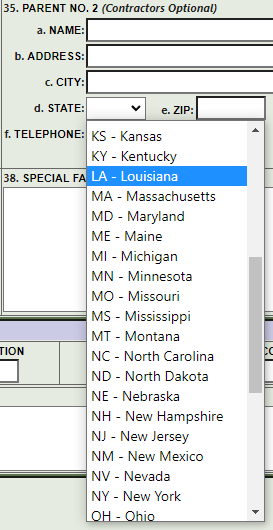 35. PARENT NO. 2 (Contractors Optional)
a. NAME:
b. ADDRESS:
c. CITY:
d. STATE:
e. ZIP:
f. TELEPHONE:
KS - Kansas
KY - Kentucky
LA - Louisiana
MA - Massachusetts
MD - Maryland
ME - Maine
MI - Michigan
MN - Minnesota
MO - Missouri
MS - Mississippi
MT - Montana
NC - North Carolina
ND - North Dakota
NE - Nebraska
NH - New Hampshire
NJ - New Jersey
NM - New Mexico
NV - Nevada
NY - New York
OH - Ohio
38. SPECIAL FA
TION
CO